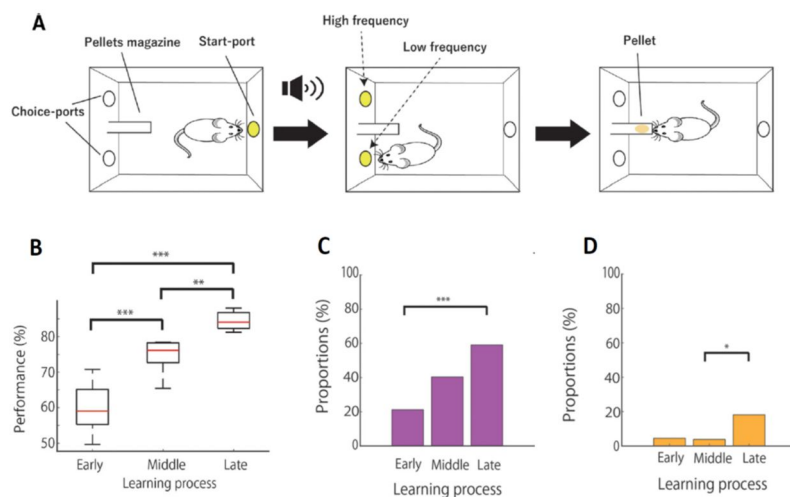 A
Pellets magazine
Start-port
Choice-ports
High frequency
Low frequency
Pellet
B
***
***
**
Performance (%)
80
70
60
50
Early
Middle
Late
Learning process
C
***
Proportions (%)
100
80
60
40
20
Early
Middle
Late
Learning process
D
*
Proportions (%)
100
80
60
40
20
Early
Middle
Late
Learning process